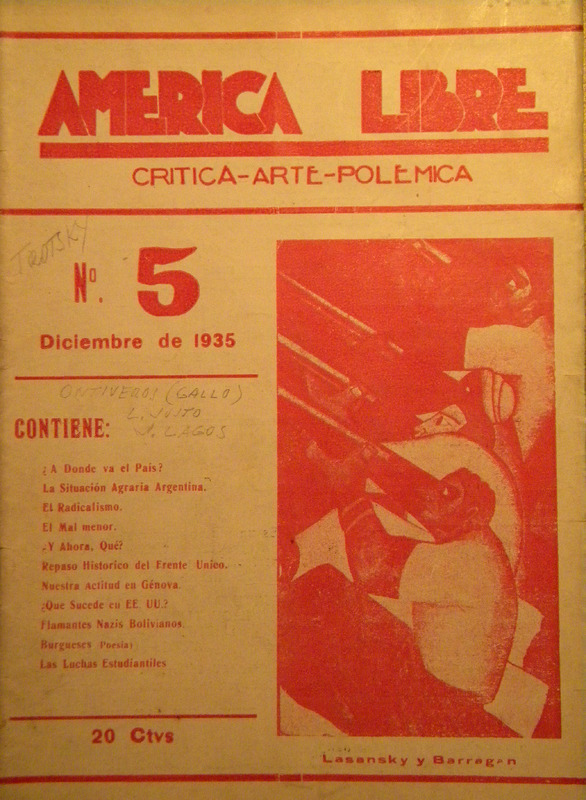 AMERICA LIBRE
CRITICA-ARTE-POLEMICA
TROTSKY
Nº. 5
Diciembre de 1935
ONTIVEROS (GALLO)
L. JUSTO
J. LAGOS
CONTIENE:
¿A Donde va el País?
La Situación Agraria Argentina.
El Radicalismo.
El Mal menor.
¿Y Ahora, Qué?
Repaso Historico del Frente Unico.
Nuestra Actitud en Génova.
¿Que Sucede en EE. UU.?
Flamantes Nazis Bolivianos.
Burgueses (Poesía)
Las Luchas Estudiantiles
20 Ctvs
Lasansky y Barragan